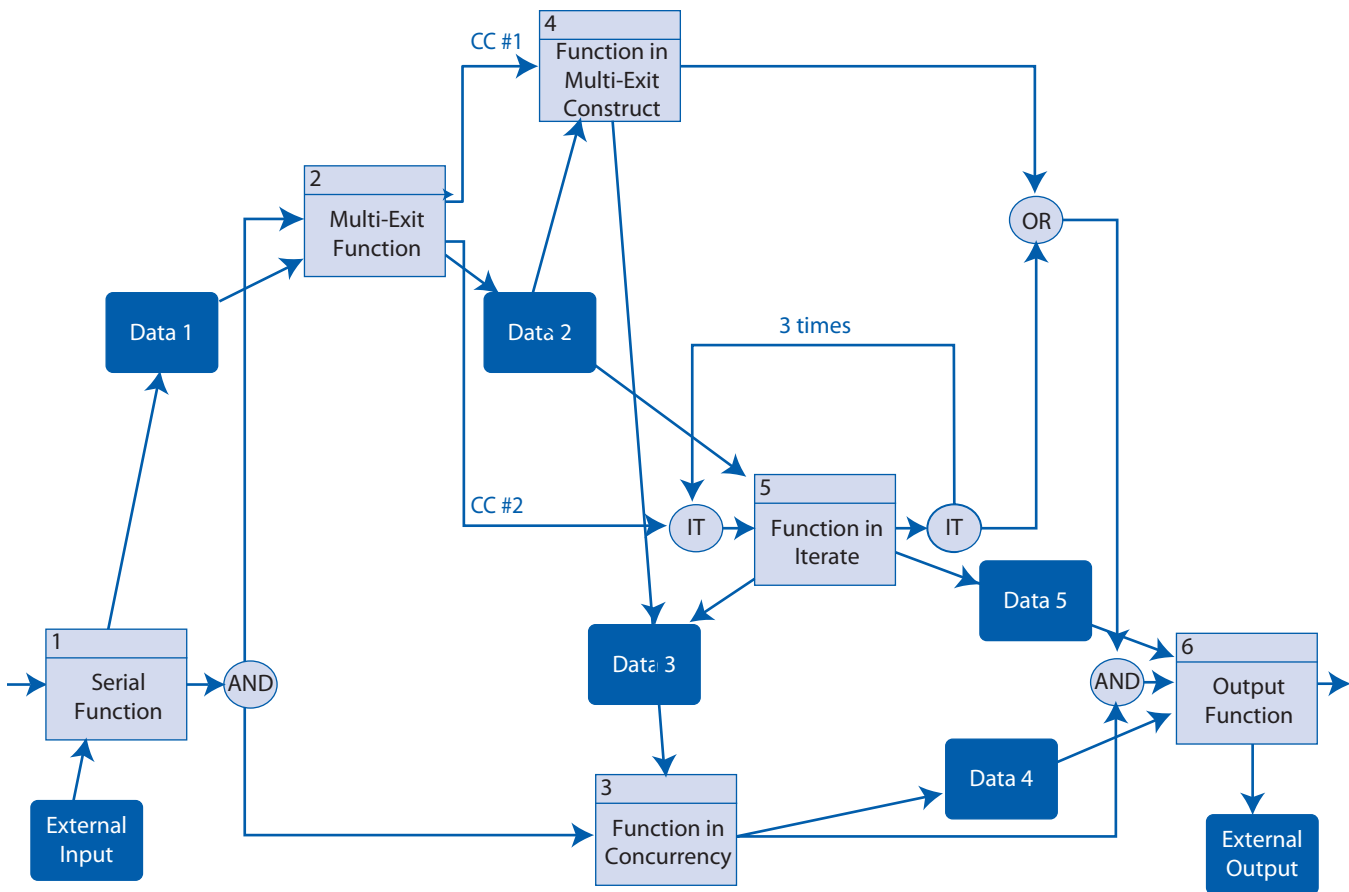 4
Function in
Multi-Exit
Construct
CC #1
2
Multi-Exit
Function
OR
Data 1
Data 2
3 times
5
Function in
Iterate
CC #2
IT
IT
Data 5
1
Serial
Function
AND
Data 3
6
Output
Function
AND
Data 4
3
Function in
Concurrency
External
Input
External
Output